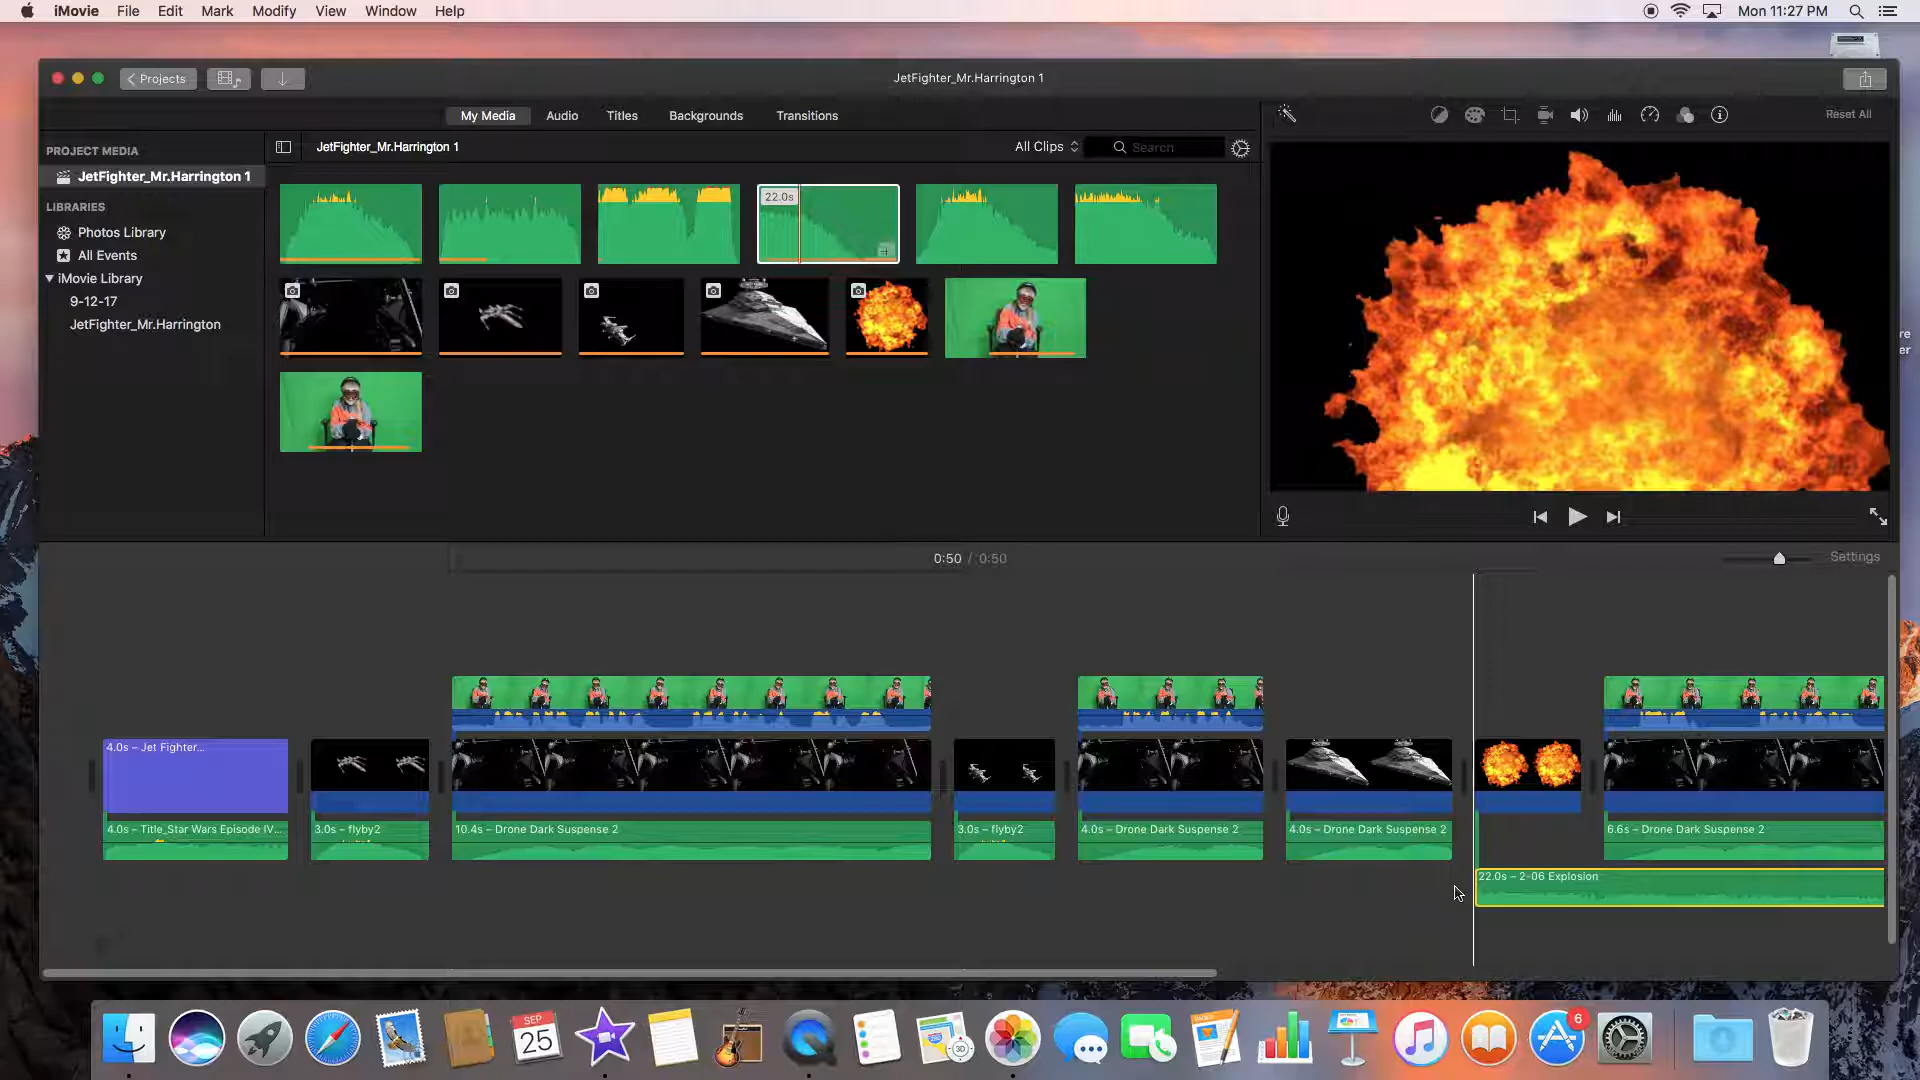 iMovie File Edit Mark Modify View Window Help
Mon 11:27 PM
Projects
JetFighter_Mr.Harrington 1
My Media Audio Titles Backgrounds Transitions
Reset All
PROJECT MEDIA
JetFighter_Mr.Harrington 1
All Clips
Search
JetFighter_Mr.Harrington 1
LIBRARIES
22.0s
Photos Library
All Events
iMovie Library
9-12-17
JetFighter_Mr.Harrington
re
er
0:50 / 0:50
Settings
4.0s – Jet Fighter...
4.0s – Title_Star Wars Episode IV...
3.0s – flyby2
10.4s – Drone Dark Suspense 2
3.0s – flyby2
4.0s – Drone Dark Suspense 2
4.0s – Drone Dark Suspense 2
6.6s – Drone Dark Suspense 2
22.0s – 2-06 Explosion
SEP
25
3D
6